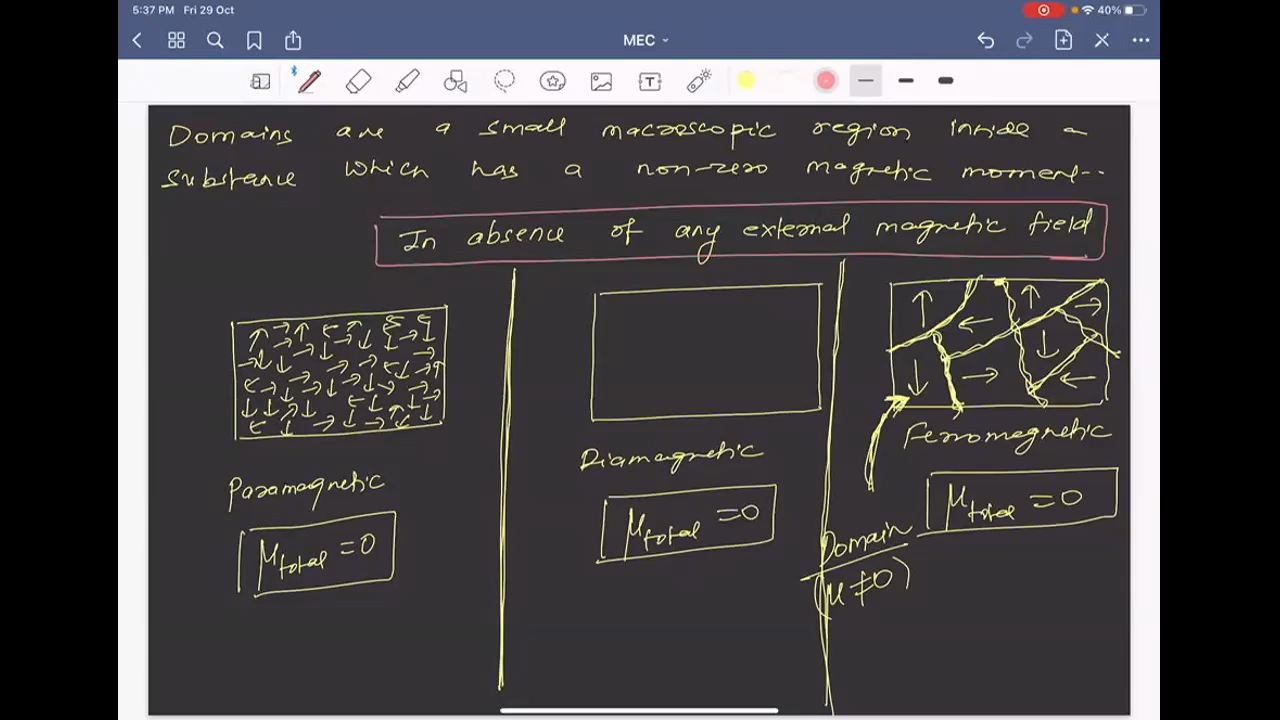 5:37 PM Fri 29 Oct
40%
MEC
Domains are a small macroscopic region inside a
substance which has a non-zero magnetic moment--
In absence of any external magnetic field
Paramagnetic
μtotal = 0
Diamagnetic
μtotal = 0
Ferromagnetic
μtotal = 0
Domain
(μ ≠ 0)